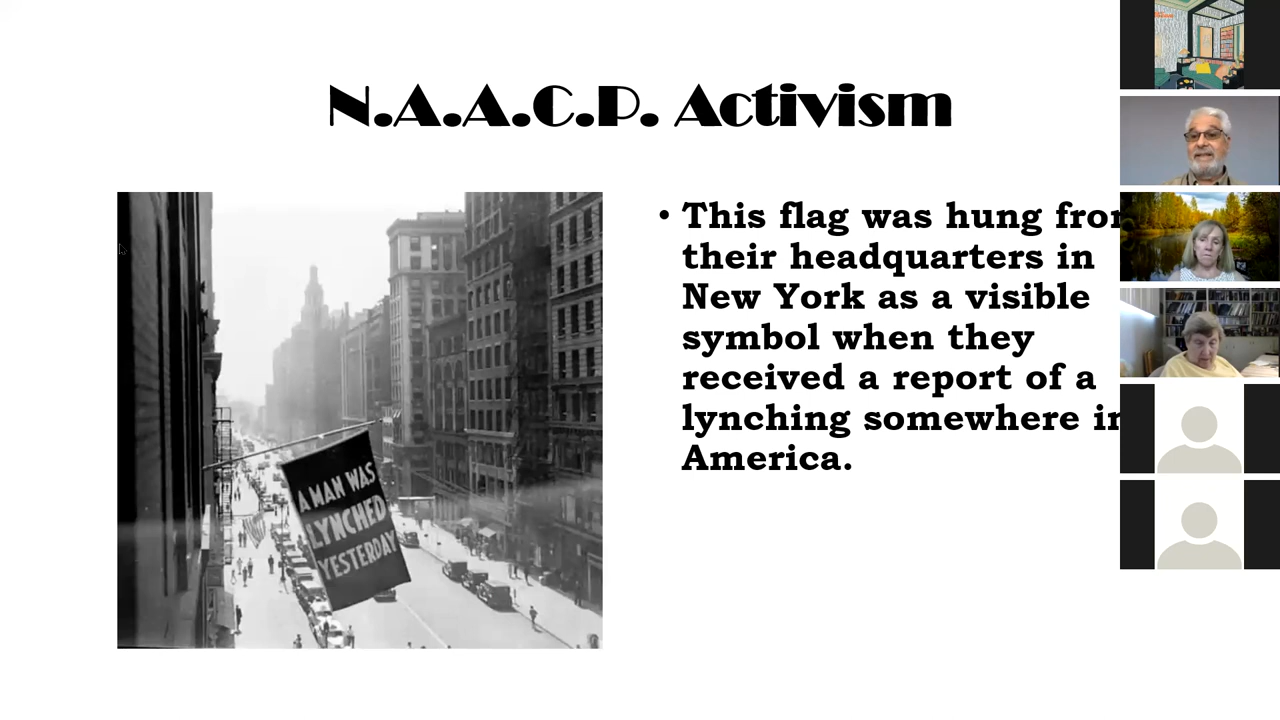 N.A.A.C.P. Activism
• This flag was hung from
their headquarters in
New York as a visible
symbol when they
received a report of a
lynching somewhere in
America.
A MAN WAS
LYNCHED
YESTERDAY